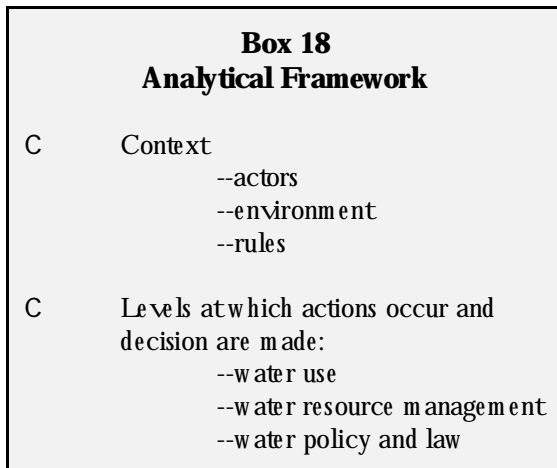 Box 18
Analytical Framework
C Context
--actors
--environment
--rules
C Levels at which actions occur and
decision are made:
--water use
--water resource management
--water policy and law